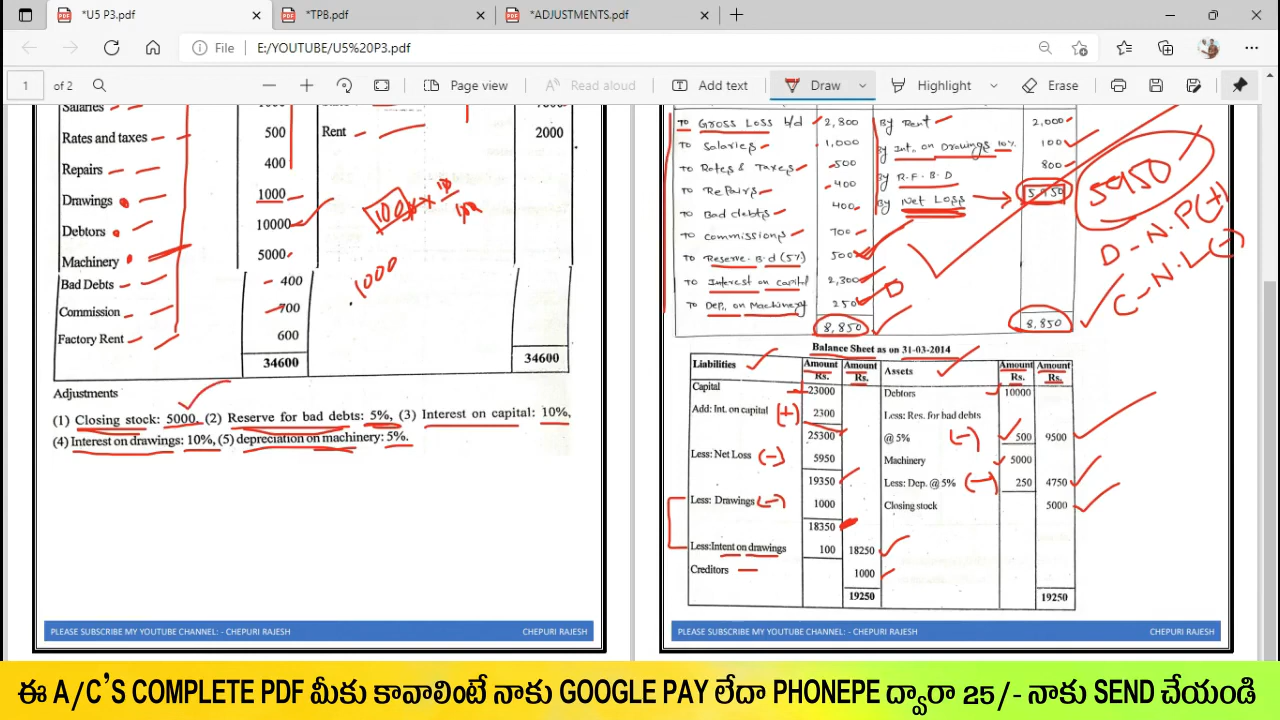 *U5 P3.pdf
*TPB.pdf
*ADJUSTMENTS.pdf
File E:/YOUTUBE/U5%20P3.pdf
1 of 2
Page view
Read aloud
Add text
Draw
Highlight
Erase
Salaries
Rates and taxes 500 Rent 2000
Repairs 400
Drawings 1000
Debtors 10000
Machinery 5000
Bad Debts 400
Commission 700
Factory Rent 600
34600 34600
1000
Adjustments
(1) Closing stock: 5000, (2) Reserve for bad debts: 5%, (3) Interest on capital: 10%,
(4) Interest on drawings: 10%, (5) depreciation on machinery: 5%.
PLEASE SUBSCRIBE MY YOUTUBE CHANNEL: - CHEPURI RAJESH CHEPURI RAJESH
To GROSS LOSS b/d 2,800 By Rent 2,000
To Salaries 1,000 By Int., on Drawings 10% 100
To Rates & Taxes 500 By R.F.B.D 800
To Repairs 400 By Net Loss 5,950
To Bad debts 400
To Commissions 700
To Reserve. B.d (5%) 500
To Interest on capital 2,300
To Dep., on Machinery 250
8,850 8,850
5950
D - N.P (+)
C - N.L (-)
D
Balance Sheet as on 31-03-2014
Liabilities Amount Rs. Amount Rs. Assets Amount Rs. Amount Rs.
Capital 23000 Debtors 10000
Add: Int. on capital (+) 2300 Less: Res. for bad debts
25300 @ 5% (-) 500 9500
Less: Net Loss (-) 5950 Machinery 5000
19350 Less: Dep. @ 5% (-) 250 4750
Less: Drawings (-) 1000 Closing stock 5000
18350
Less:Intent on drawings 100 18250
Creditors 1000
19250 19250
PLEASE SUBSCRIBE MY YOUTUBE CHANNEL: - CHEPURI RAJESH CHEPURI RAJESH
ఈ A/C'S COMPLETE PDF మీకు కావాలింటే నాకు GOOGLE PAY లేదా PHONEPE ద్వారా 25/- నాకు SEND చేయండి